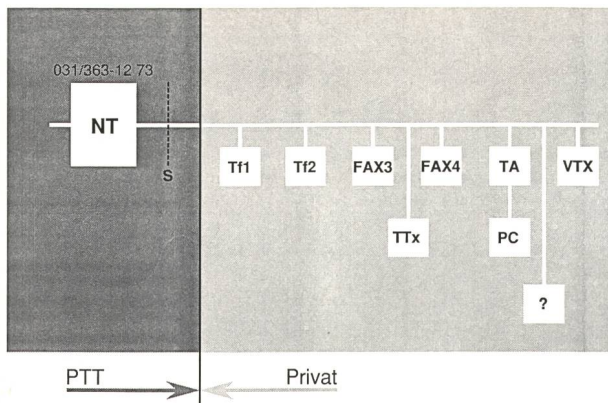 031/363-12 73
NT
S
Tf1 Tf2 FAX3 FAX4 TA VTX
TTx PC
?
PTT Privat